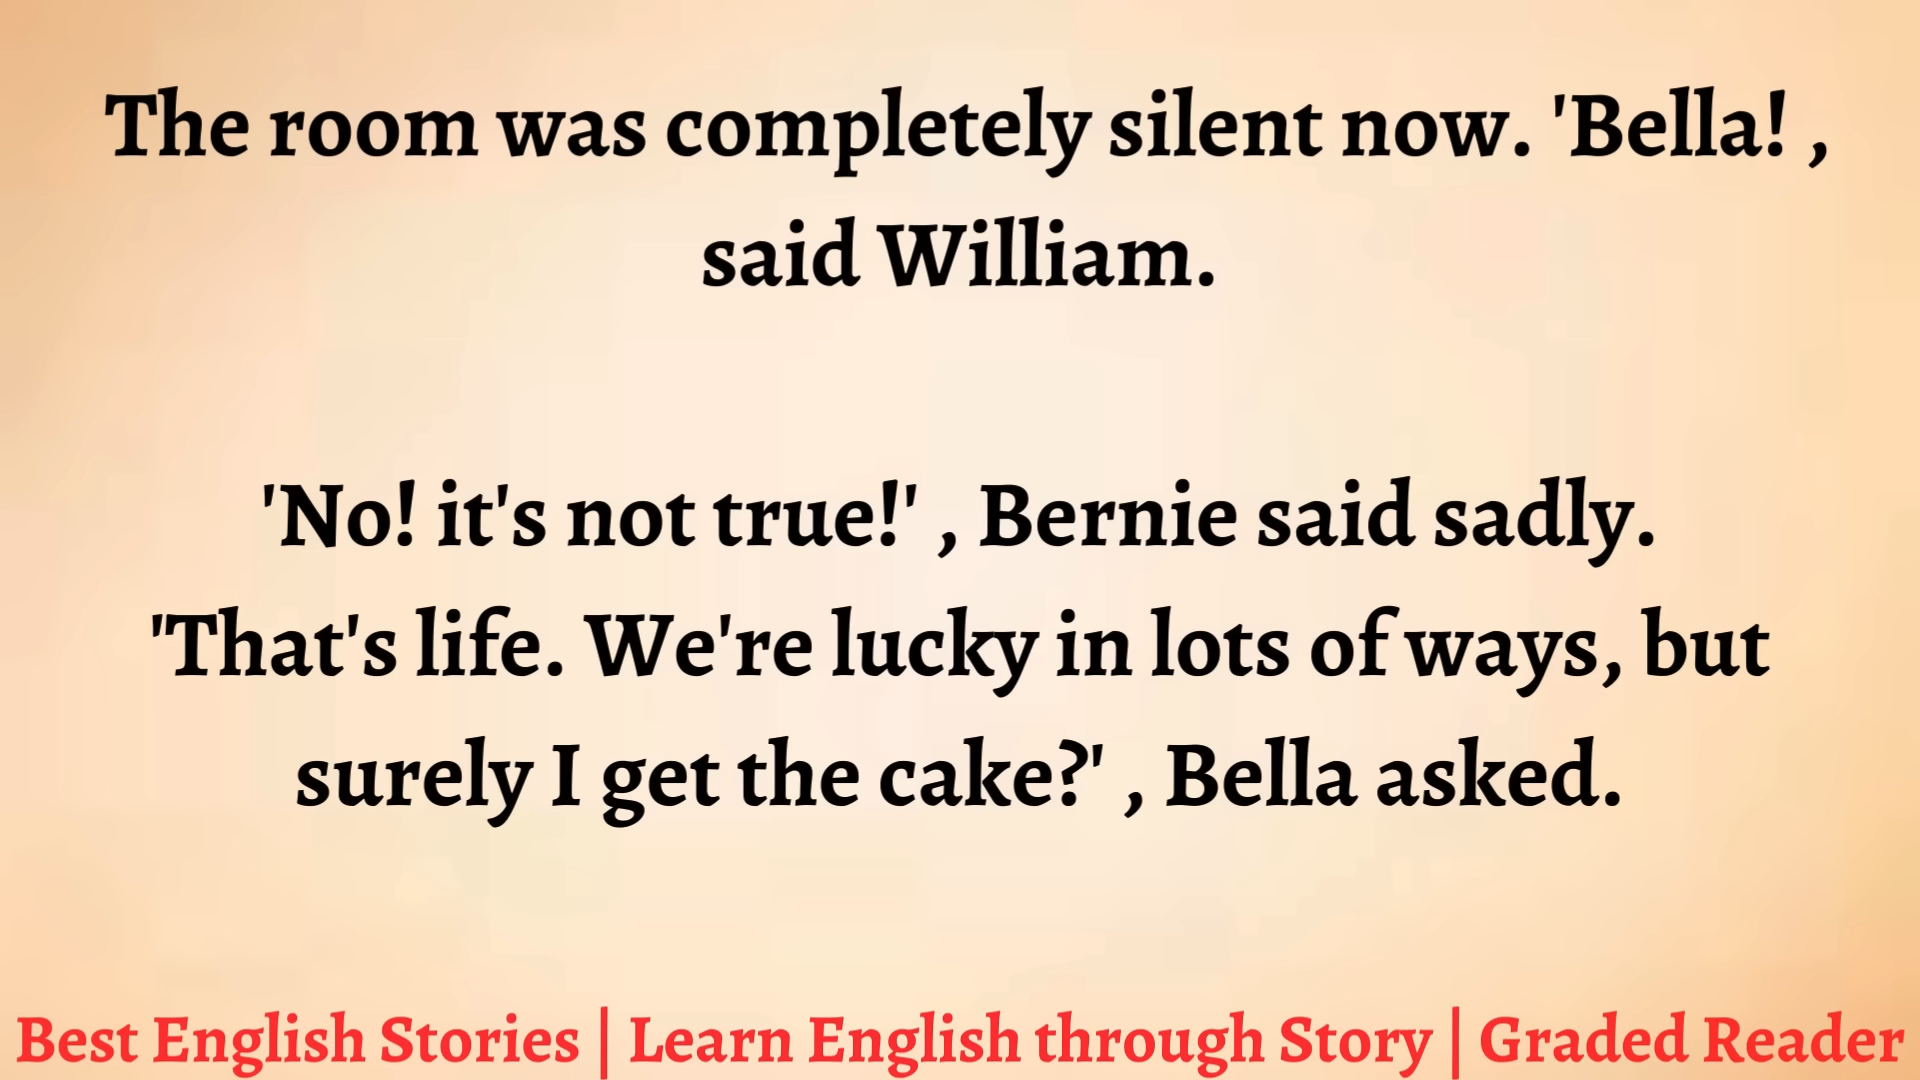 The room was completely silent now. 'Bella! ,
said William.
'No! it's not true!' , Bernie said sadly.
'That's life. We're lucky in lots of ways, but
surely I get the cake?' , Bella asked.
Best English Stories | Learn English through Story | Graded Reader